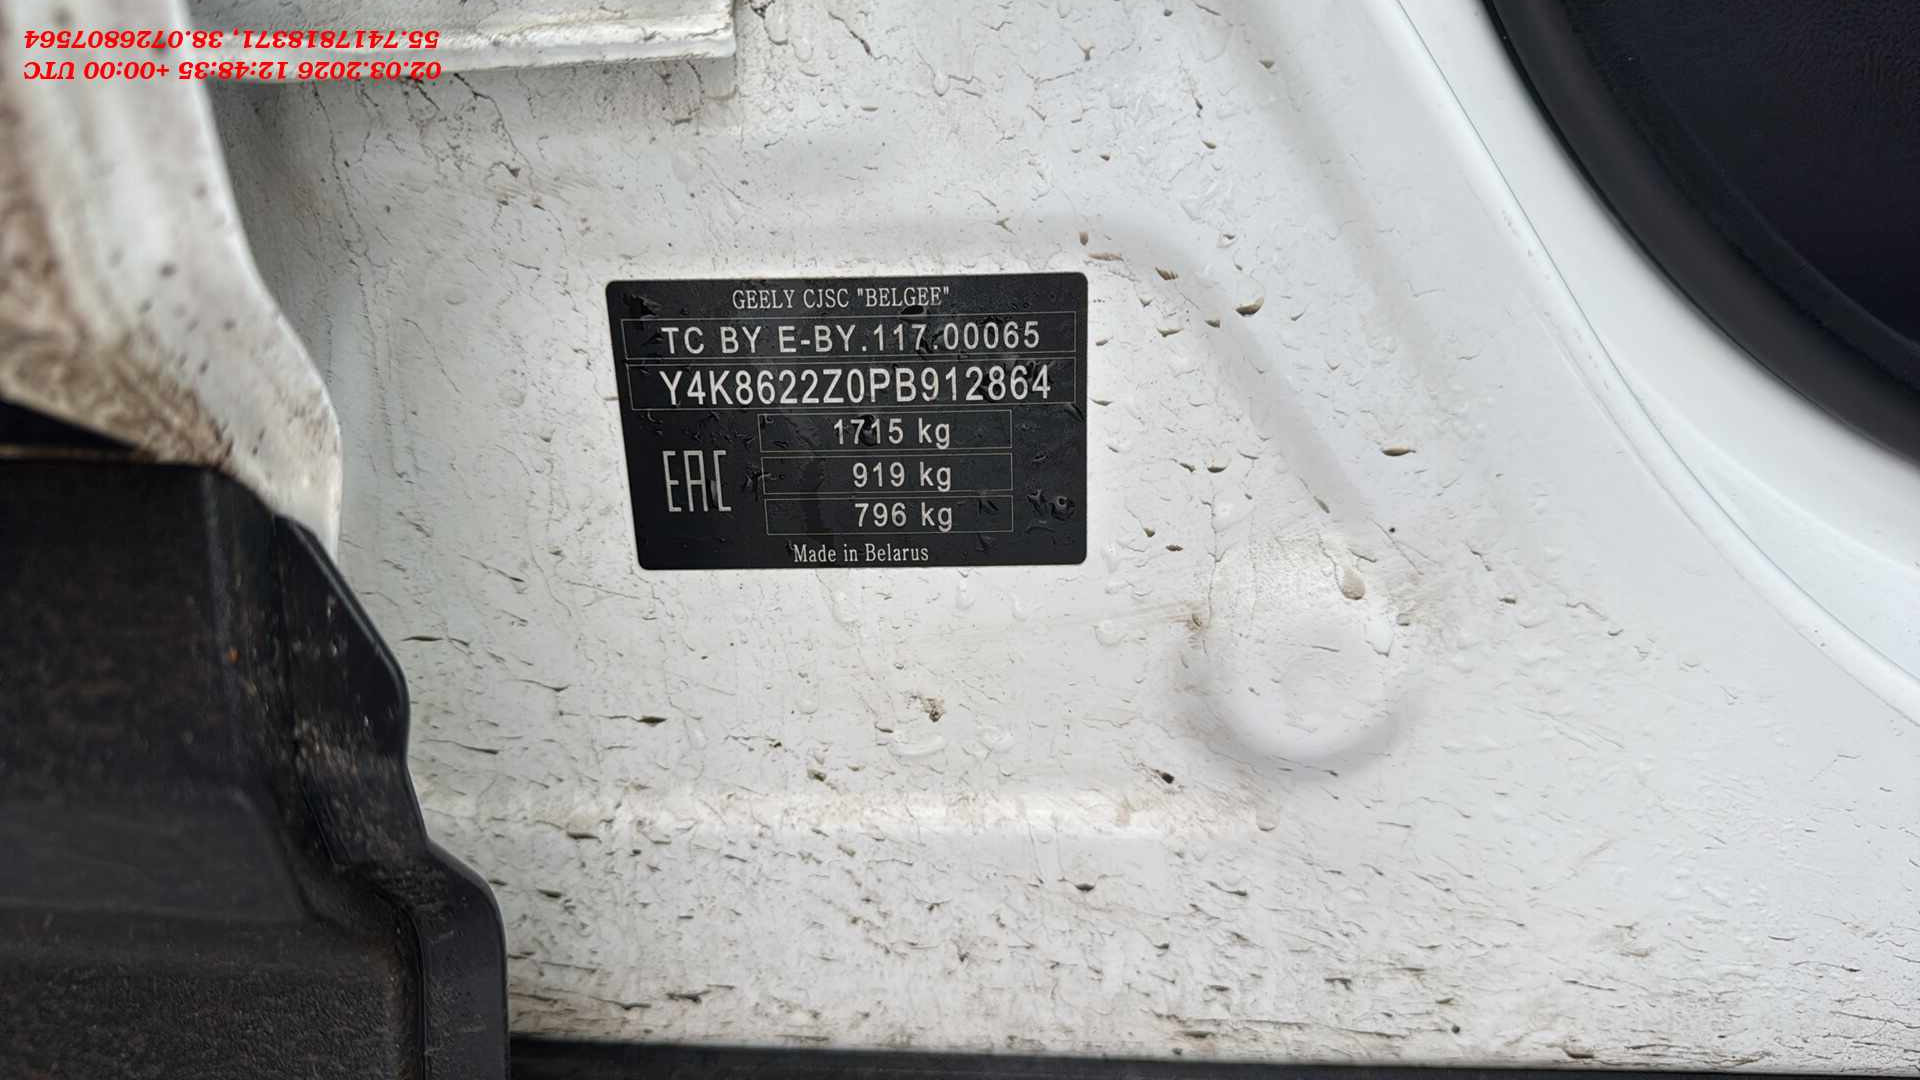 02.03.2026 12:48:35 +00:00 UTC
55.7417818371, 38.0726807564
GEELY CJSC "BELGEE"
TC BY E-BY.117.00065
Y4K8622Z0PB912864
1715 kg
EAC
919 kg
796 kg
Made in Belarus